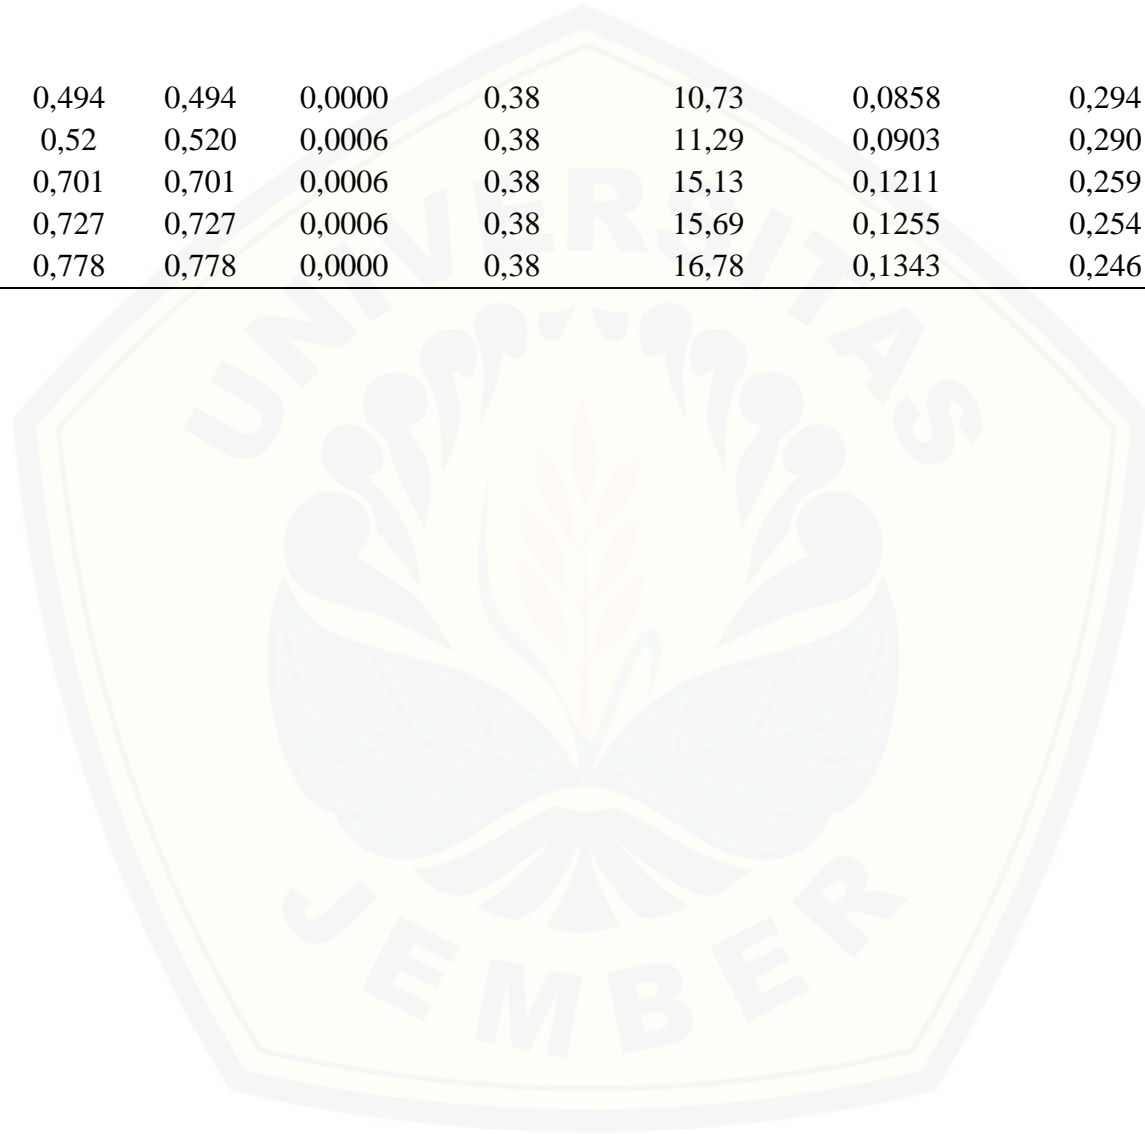 0,494 0,494 0,0000 0,38 10,73 0,0858 0,294
0,52 0,520 0,0006 0,38 11,29 0,0903 0,290
0,701 0,701 0,0006 0,38 15,13 0,1211 0,259
0,727 0,727 0,0006 0,38 15,69 0,1255 0,254
0,778 0,778 0,0000 0,38 16,78 0,1343 0,246
UNIVERSITAS
JEMBER